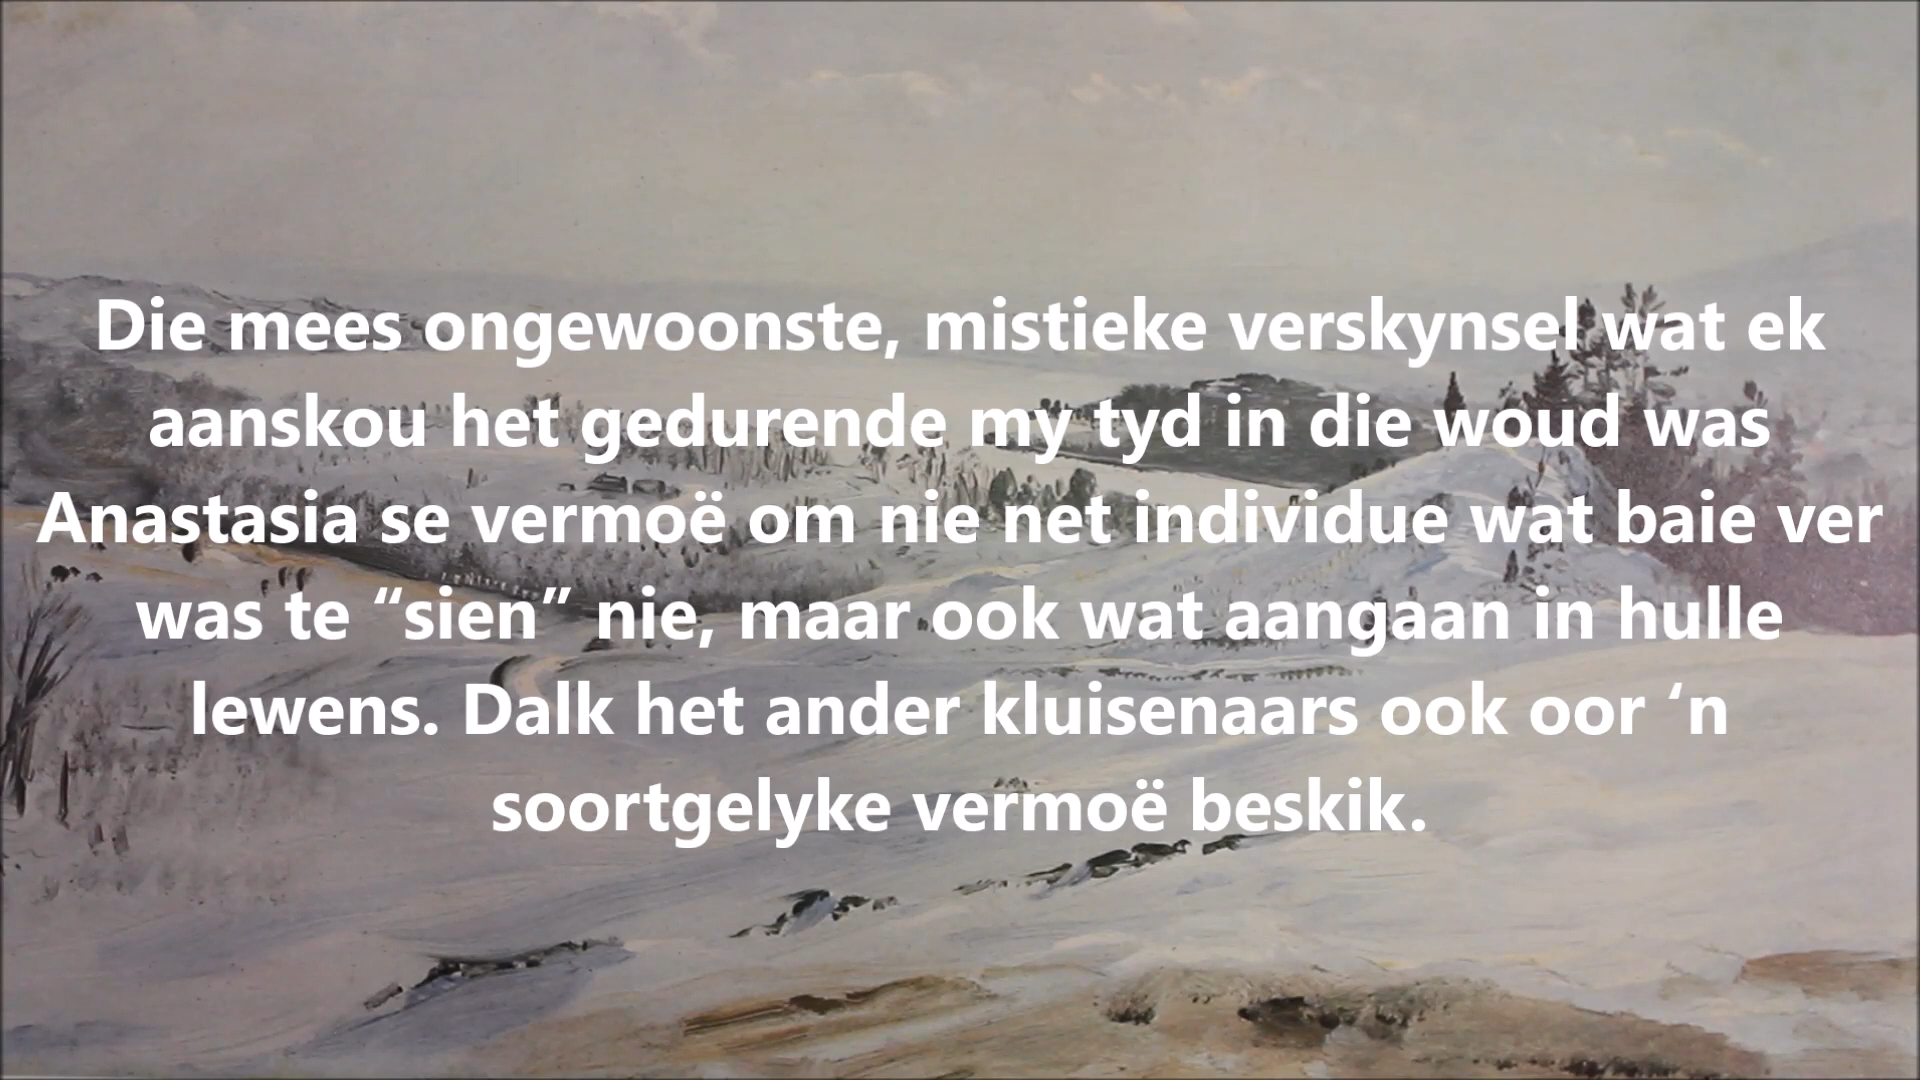 Die mees ongewoonste, mistieke verskynsel wat ek
aanskou het gedurende my tyd in die woud was
Anastasia se vermoë om nie net individue wat baie ver
was te “sien” nie, maar ook wat aangaan in hulle
lewens. Dalk het ander kluisenaars ook oor ‘n
soortgelyke vermoë beskik.